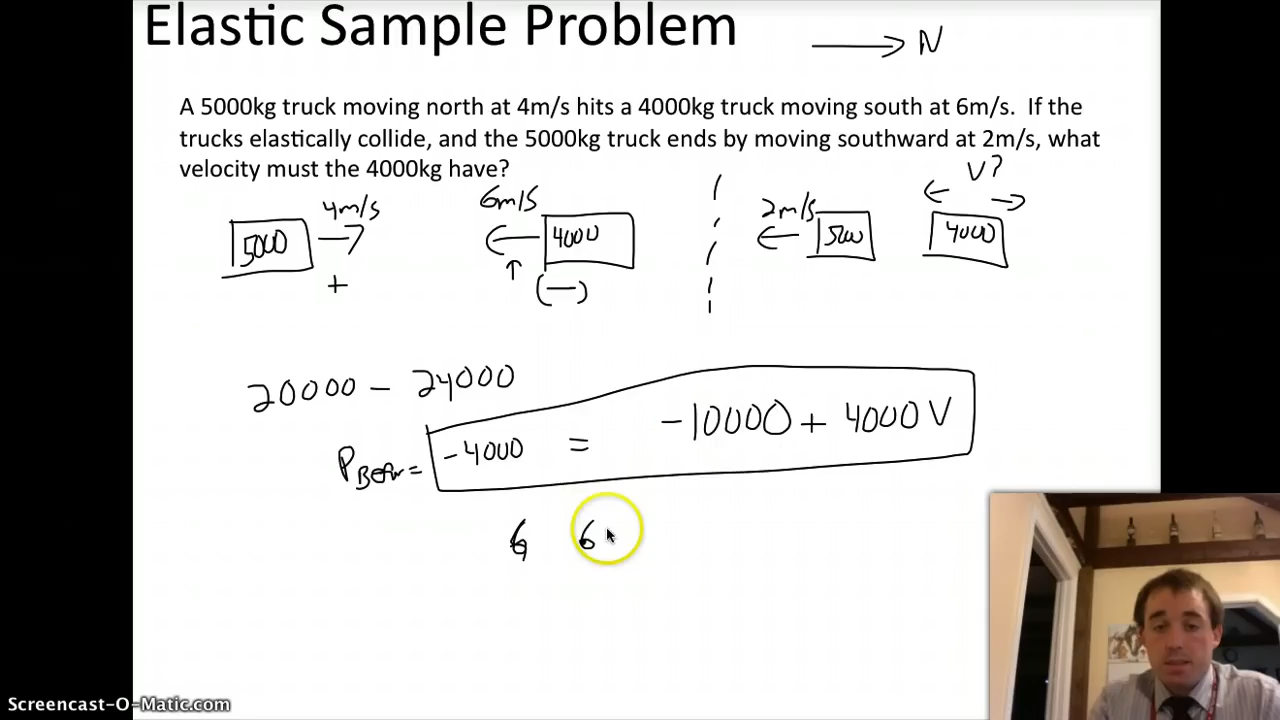 Elastic Sample Problem
N
A 5000kg truck moving north at 4m/s hits a 4000kg truck moving south at 6m/s. If the
trucks elastically collide, and the 5000kg truck ends by moving southward at 2m/s, what
velocity must the 4000kg have?
V?
4m/s 6m/s 2m/s
5000 4000 4000
+ (—)
20000 - 24000
-4000 = -10000 + 4000V
6 6
Screencast-O-Matic.com